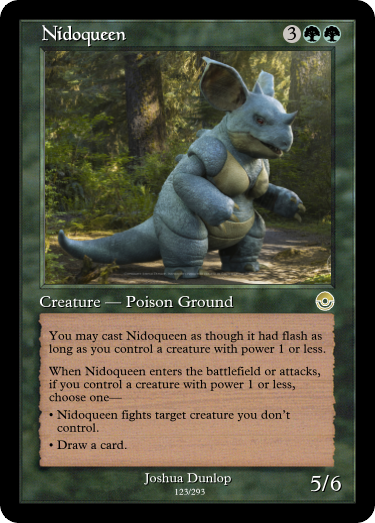 Nidoqueen 3
Creature — Poison Ground
You may cast Nidoqueen as though it had flash as
long as you control a creature with power 1 or less.
When Nidoqueen enters the battlefield or attacks,
if you control a creature with power 1 or less,
choose one—
• Nidoqueen fights target creature you don't
control.
• Draw a card.
Joshua Dunlop
123/293
5/6